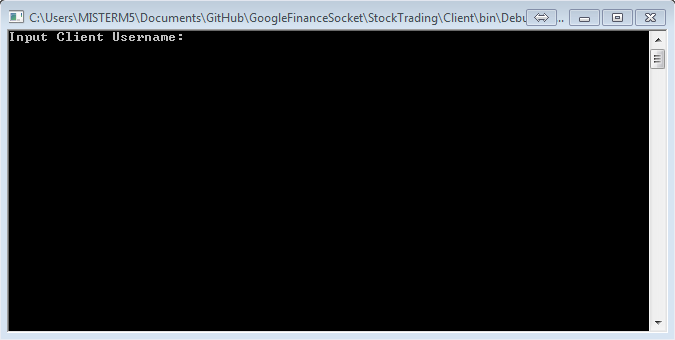 C:\Users\MISTERM5\Documents\GitHub\GoogleFinanceSocket\StockTrading\Client\bin\Debu...
Input Client Username: